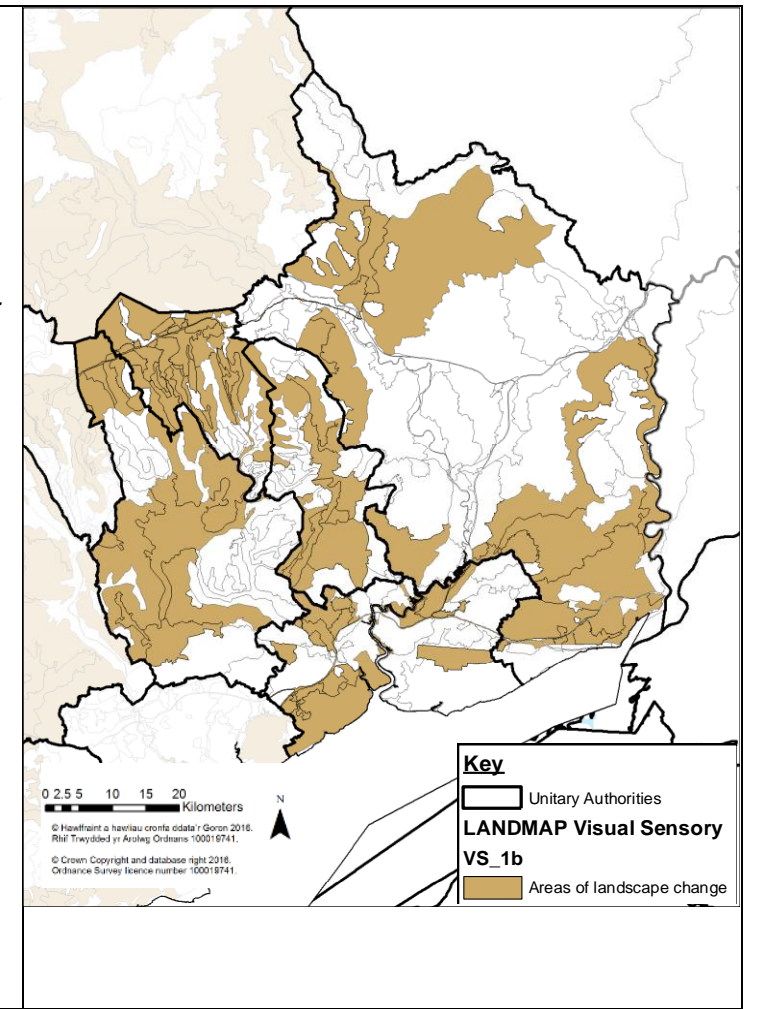 0 2.5 5 10 15 20
Kilometers
N
© Hawlfraint a hawliau cronfa ddata'r Goron 2016.
Rhif Trwydded yr Arolwg Ordnans 100019741.
© Crown Copyright and database right 2016.
Ordnance Survey licence number 100019741.
Key
Unitary Authorities
LANDMAP Visual Sensory
VS_1b
Areas of landscape change